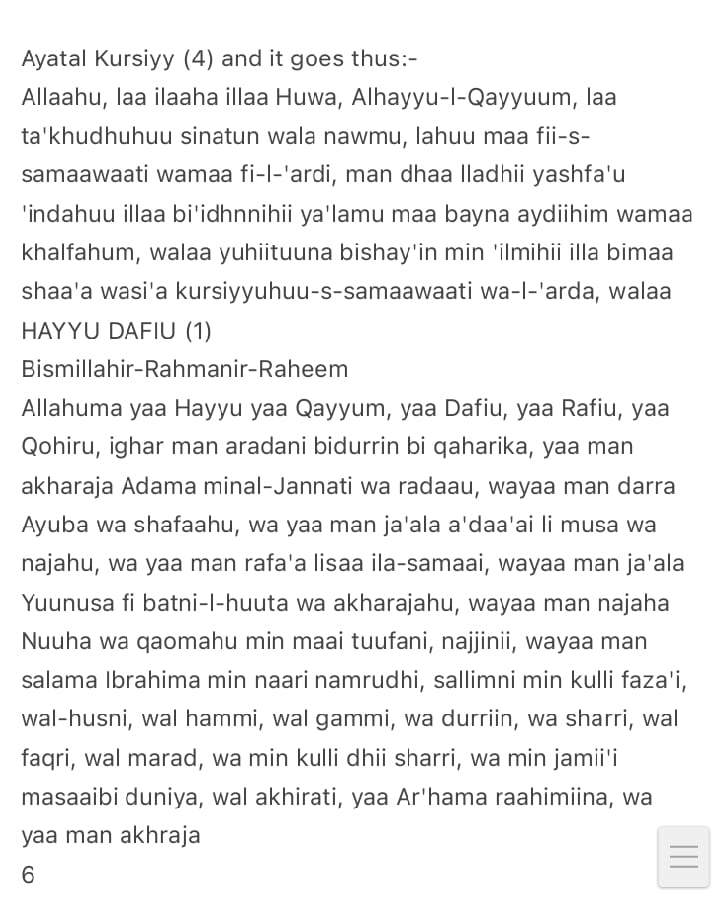 Ayatal Kursiyy (4) and it goes thus:-
Allaahu, laa ilaaha illaa Huwa, Alhayyu-l-Qayyuum, laa
ta'khudhuhuu sinatun wala nawmu, lahuu maa fii-s-
samaawaati wamaa fi-l-'ardi, man dhaa lladhii yashfa'u
'indahuu illaa bi'idhnnihii ya'lamu maa bayna aydiihim wamaa
khalfahum, walaa yuhiituuna bishay'in min 'ilmihii illa bimaa
shaa'a wasi'a kursiyyuhuu-s-samaawaati wa-l-'arda, walaa
HAYYU DAFIU (1)
Bismillahir-Rahmanir-Raheem
Allahuma yaa Hayyu yaa Qayyum, yaa Dafiu, yaa Rafiu, yaa
Qohiru, ighar man aradani bidurrin bi qaharika, yaa man
akharaja Adama minal-Jannati wa radaau, wayaa man darra
Ayuba wa shafaahu, wa yaa man ja'ala a'daa'ai li musa wa
najahu, wa yaa man rafa'a lisaa ila-samaai, wayaa man ja'ala
Yuunusa fi batni-l-huuta wa akharajahu, wayaa man najaha
Nuuha wa qaomahu min maai tuufani, najjinii, wayaa man
salama Ibrahima min naari namrudhi, sallimni min kulli faza'i,
wal-husni, wal hammi, wal gammi, wa durriin, wa sharri, wal
faqri, wal marad, wa min kulli dhii sharri, wa min jamii'i
masaaibi duniya, wal akhirati, yaa Ar'hama raahimiina, wa
yaa man akhraja
6